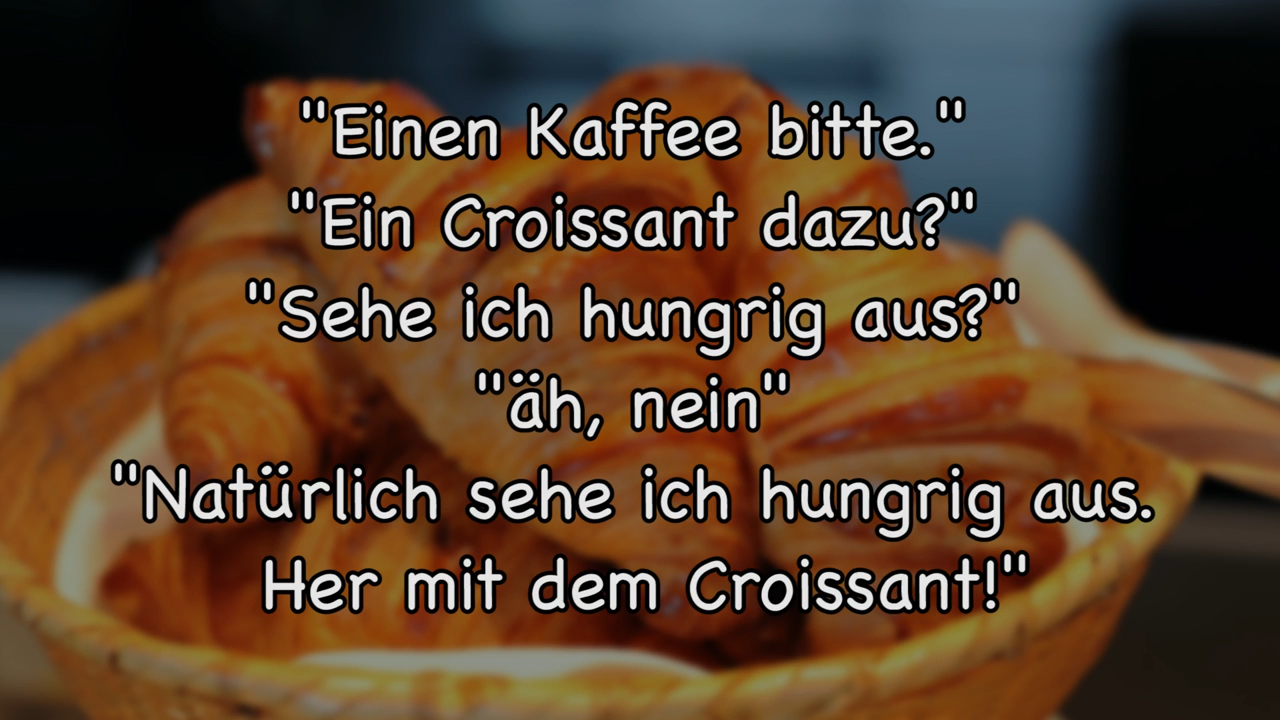 "Einen Kaffee bitte."
"Ein Croissant dazu?"
"Sehe ich hungrig aus?"
"äh, nein"
"Natürlich sehe ich hungrig aus.
Her mit dem Croissant!"